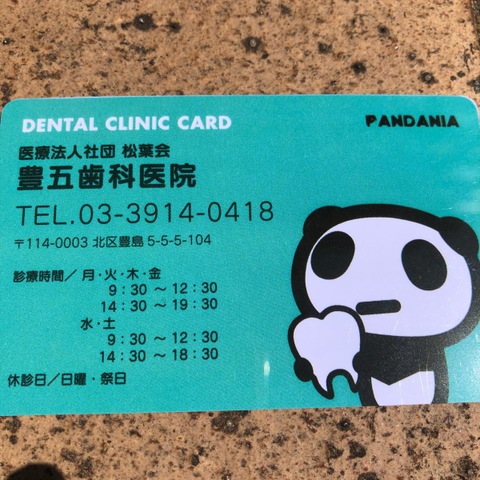 DENTAL CLINIC CARD
PANDANIA
医療法人社団 松葉会
豊五歯科医院
TEL.03-3914-0418
〒114-0003 北区豊島 5-5-5-104
診療時間／月・火・木・金
9：30 ～ 12：30
14：30 ～ 19：30
水・土
9：30 ～ 12：30
14：30 ～ 18：30
休診日／日曜・祭日